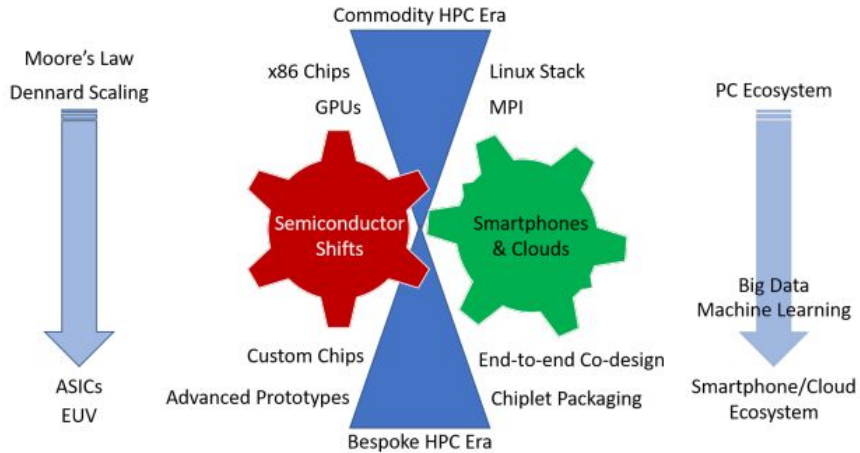 Commodity HPC Era
Moore's Law
Dennard Scaling
x86 Chips
GPUs
Linux Stack
MPI
PC Ecosystem
Semiconductor
Shifts
Smartphones
& Clouds
Big Data
Machine Learning
Custom Chips
Advanced Prototypes
End-to-end Co-design
Chiplet Packaging
ASICs
EUV
Smartphone/Cloud
Ecosystem
Bespoke HPC Era